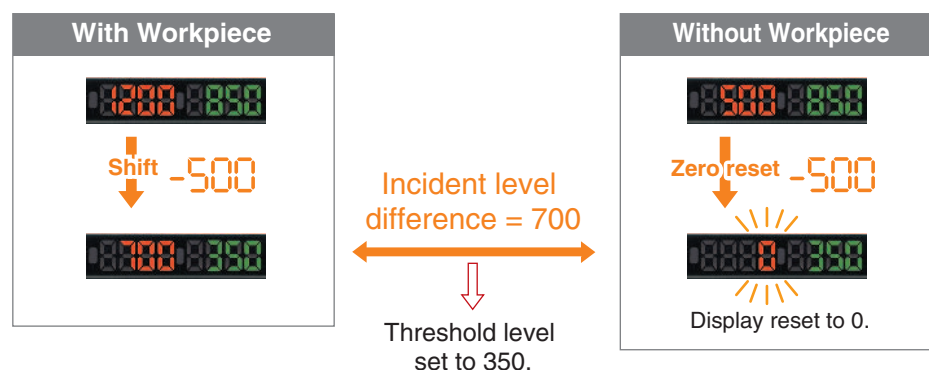 With Workpiece
1200 850
Shift -500
700 350
Incident level
difference = 700
Threshold level
set to 350.
Without Workpiece
500 850
Zero reset -500
0 350
Display reset to 0.